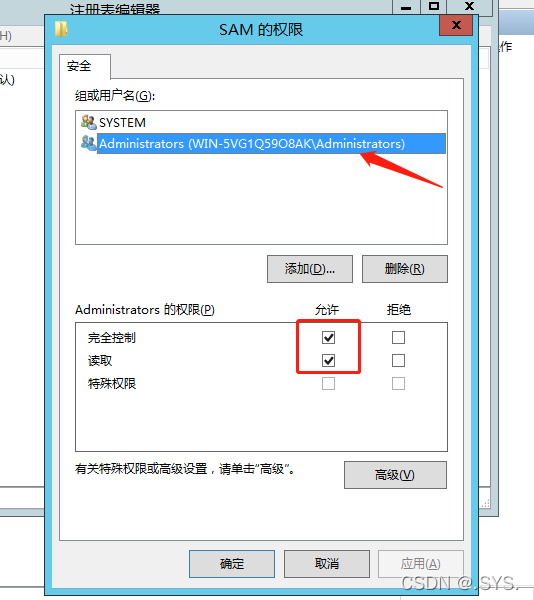 注册表编辑器
H)
SAM 的权限
X
安全
作
认)
组或用户名(G):
SYSTEM
Administrators (WIN-5VG1Q59O8AK\Administrators)
添加(D)... 删除(R)
Administrators 的权限(P) 允许 拒绝
完全控制
读取
特殊权限
有关特殊权限或高级设置，请单击“高级”。
高级(V)
确定 取消 应用(A)
CSDN @.SYS.